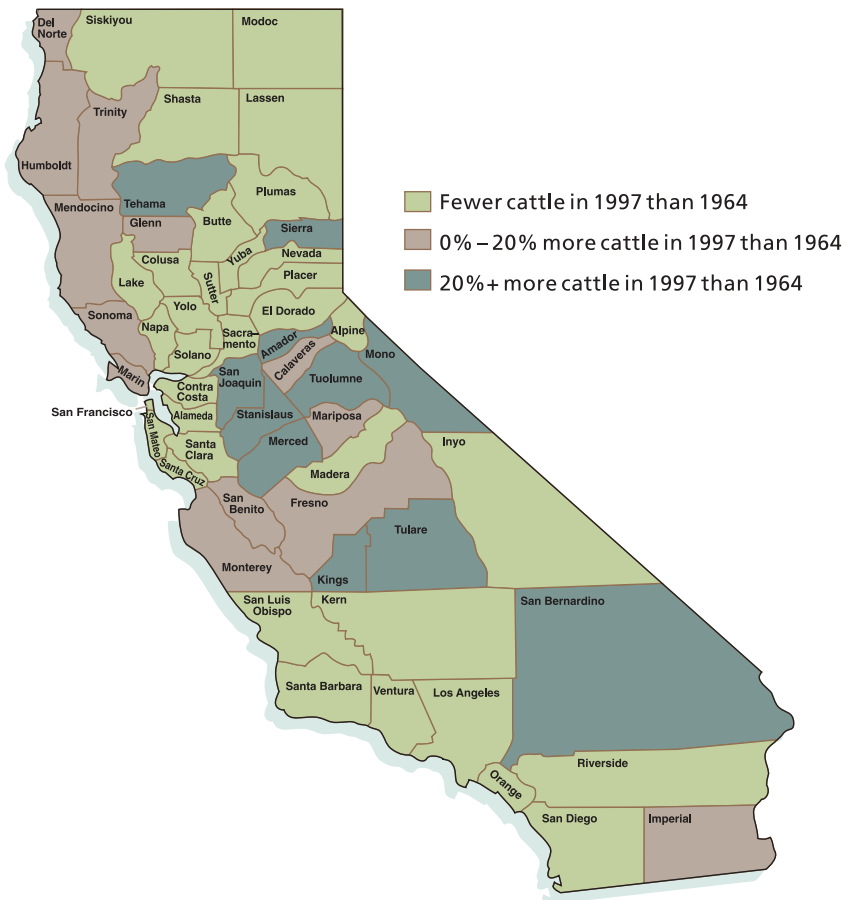 Del
Norte
Siskiyou
Modoc
Trinity
Shasta
Lassen
Humboldt
Mendocino
Tehama
Plumas
Glenn
Butte
Sierra
Colusa
Yuba
Nevada
Lake
Sutter
Placer
Yolo
El Dorado
Sonoma
Napa
Sacra-
mento
Amador
Alpine
Solano
Calaveras
Mono
Marin
San
Joaquin
Tuolumne
Contra
Costa
San Francisco
Alameda
Stanislaus
Mariposa
San Mateo
Santa
Clara
Merced
Inyo
Santa Cruz
Madera
San
Benito
Fresno
Tulare
Monterey
Kings
San Luis
Obispo
Kern
San Bernardino
Santa Barbara
Ventura
Los Angeles
Orange
Riverside
San Diego
Imperial
Fewer cattle in 1997 than 1964
0% – 20% more cattle in 1997 than 1964
20%+ more cattle in 1997 than 1964